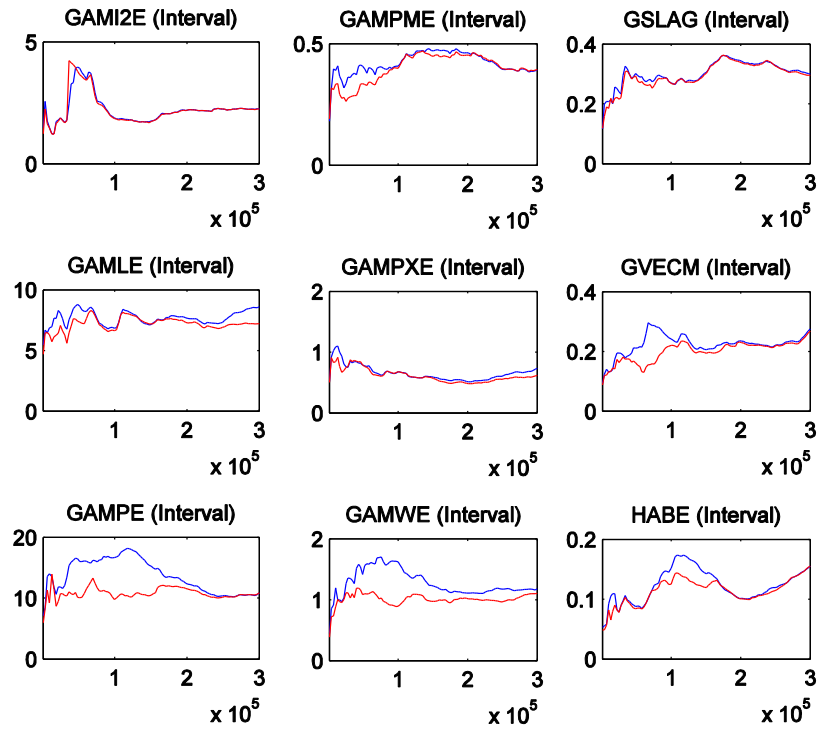 GAMI2E (Interval) GAMPME (Interval) GSLAG (Interval)
5 0.5 0.4
0.2
0 0 0
1 2 3 1 2 3 1 2 3
x 10^5 x 10^5 x 10^5
GAMLE (Interval) GAMPXE (Interval) GVECM (Interval)
10 2 0.4
5 1 0.2
0 0 0
1 2 3 1 2 3 1 2 3
x 10^5 x 10^5 x 10^5
GAMPE (Interval) GAMWE (Interval) HABE (Interval)
20 2 0.2
10 1 0.1
0 0 0
1 2 3 1 2 3 1 2 3
x 10^5 x 10^5 x 10^5